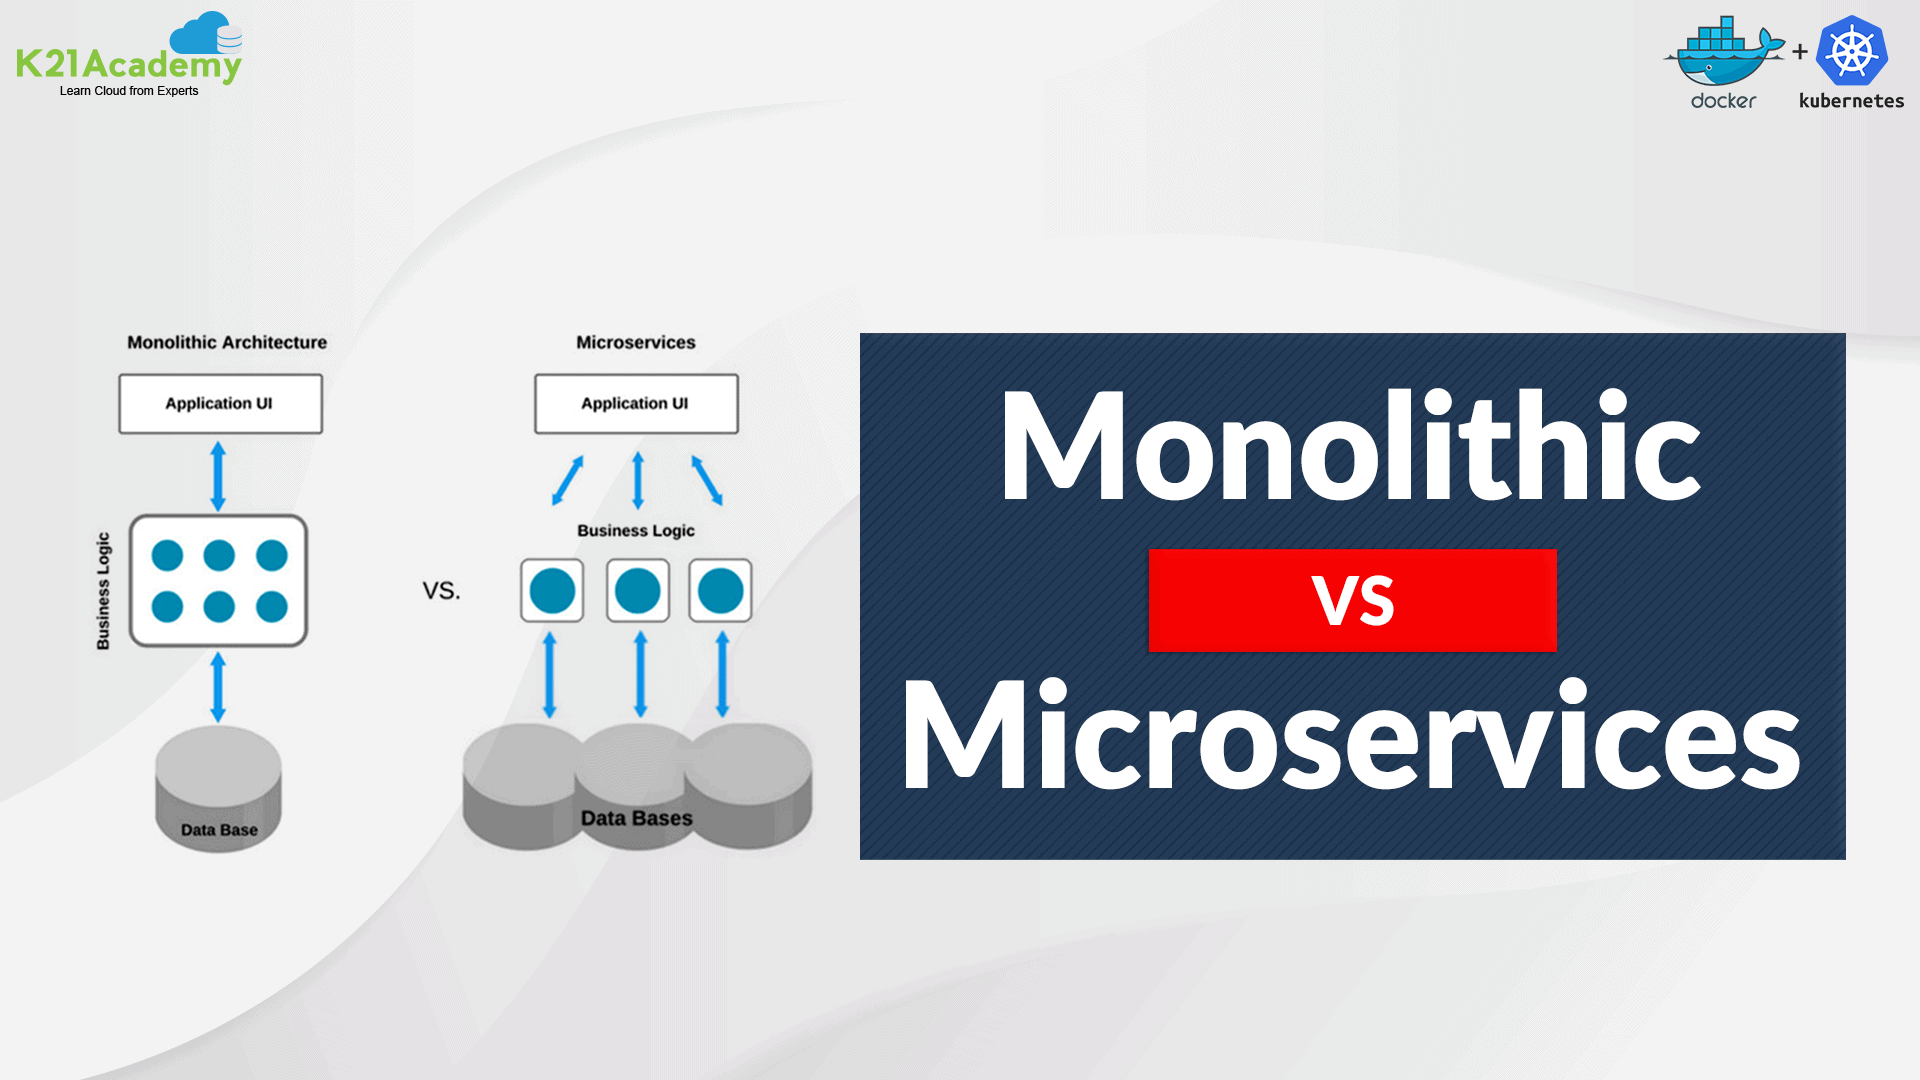 K21Academy
Learn Cloud from Experts
docker
+
kubernetes
Monolithic Architecture
Application UI
Business Logic
Data Base
VS.
Microservices
Application UI
Business Logic
Data Bases
Monolithic
VS
Microservices